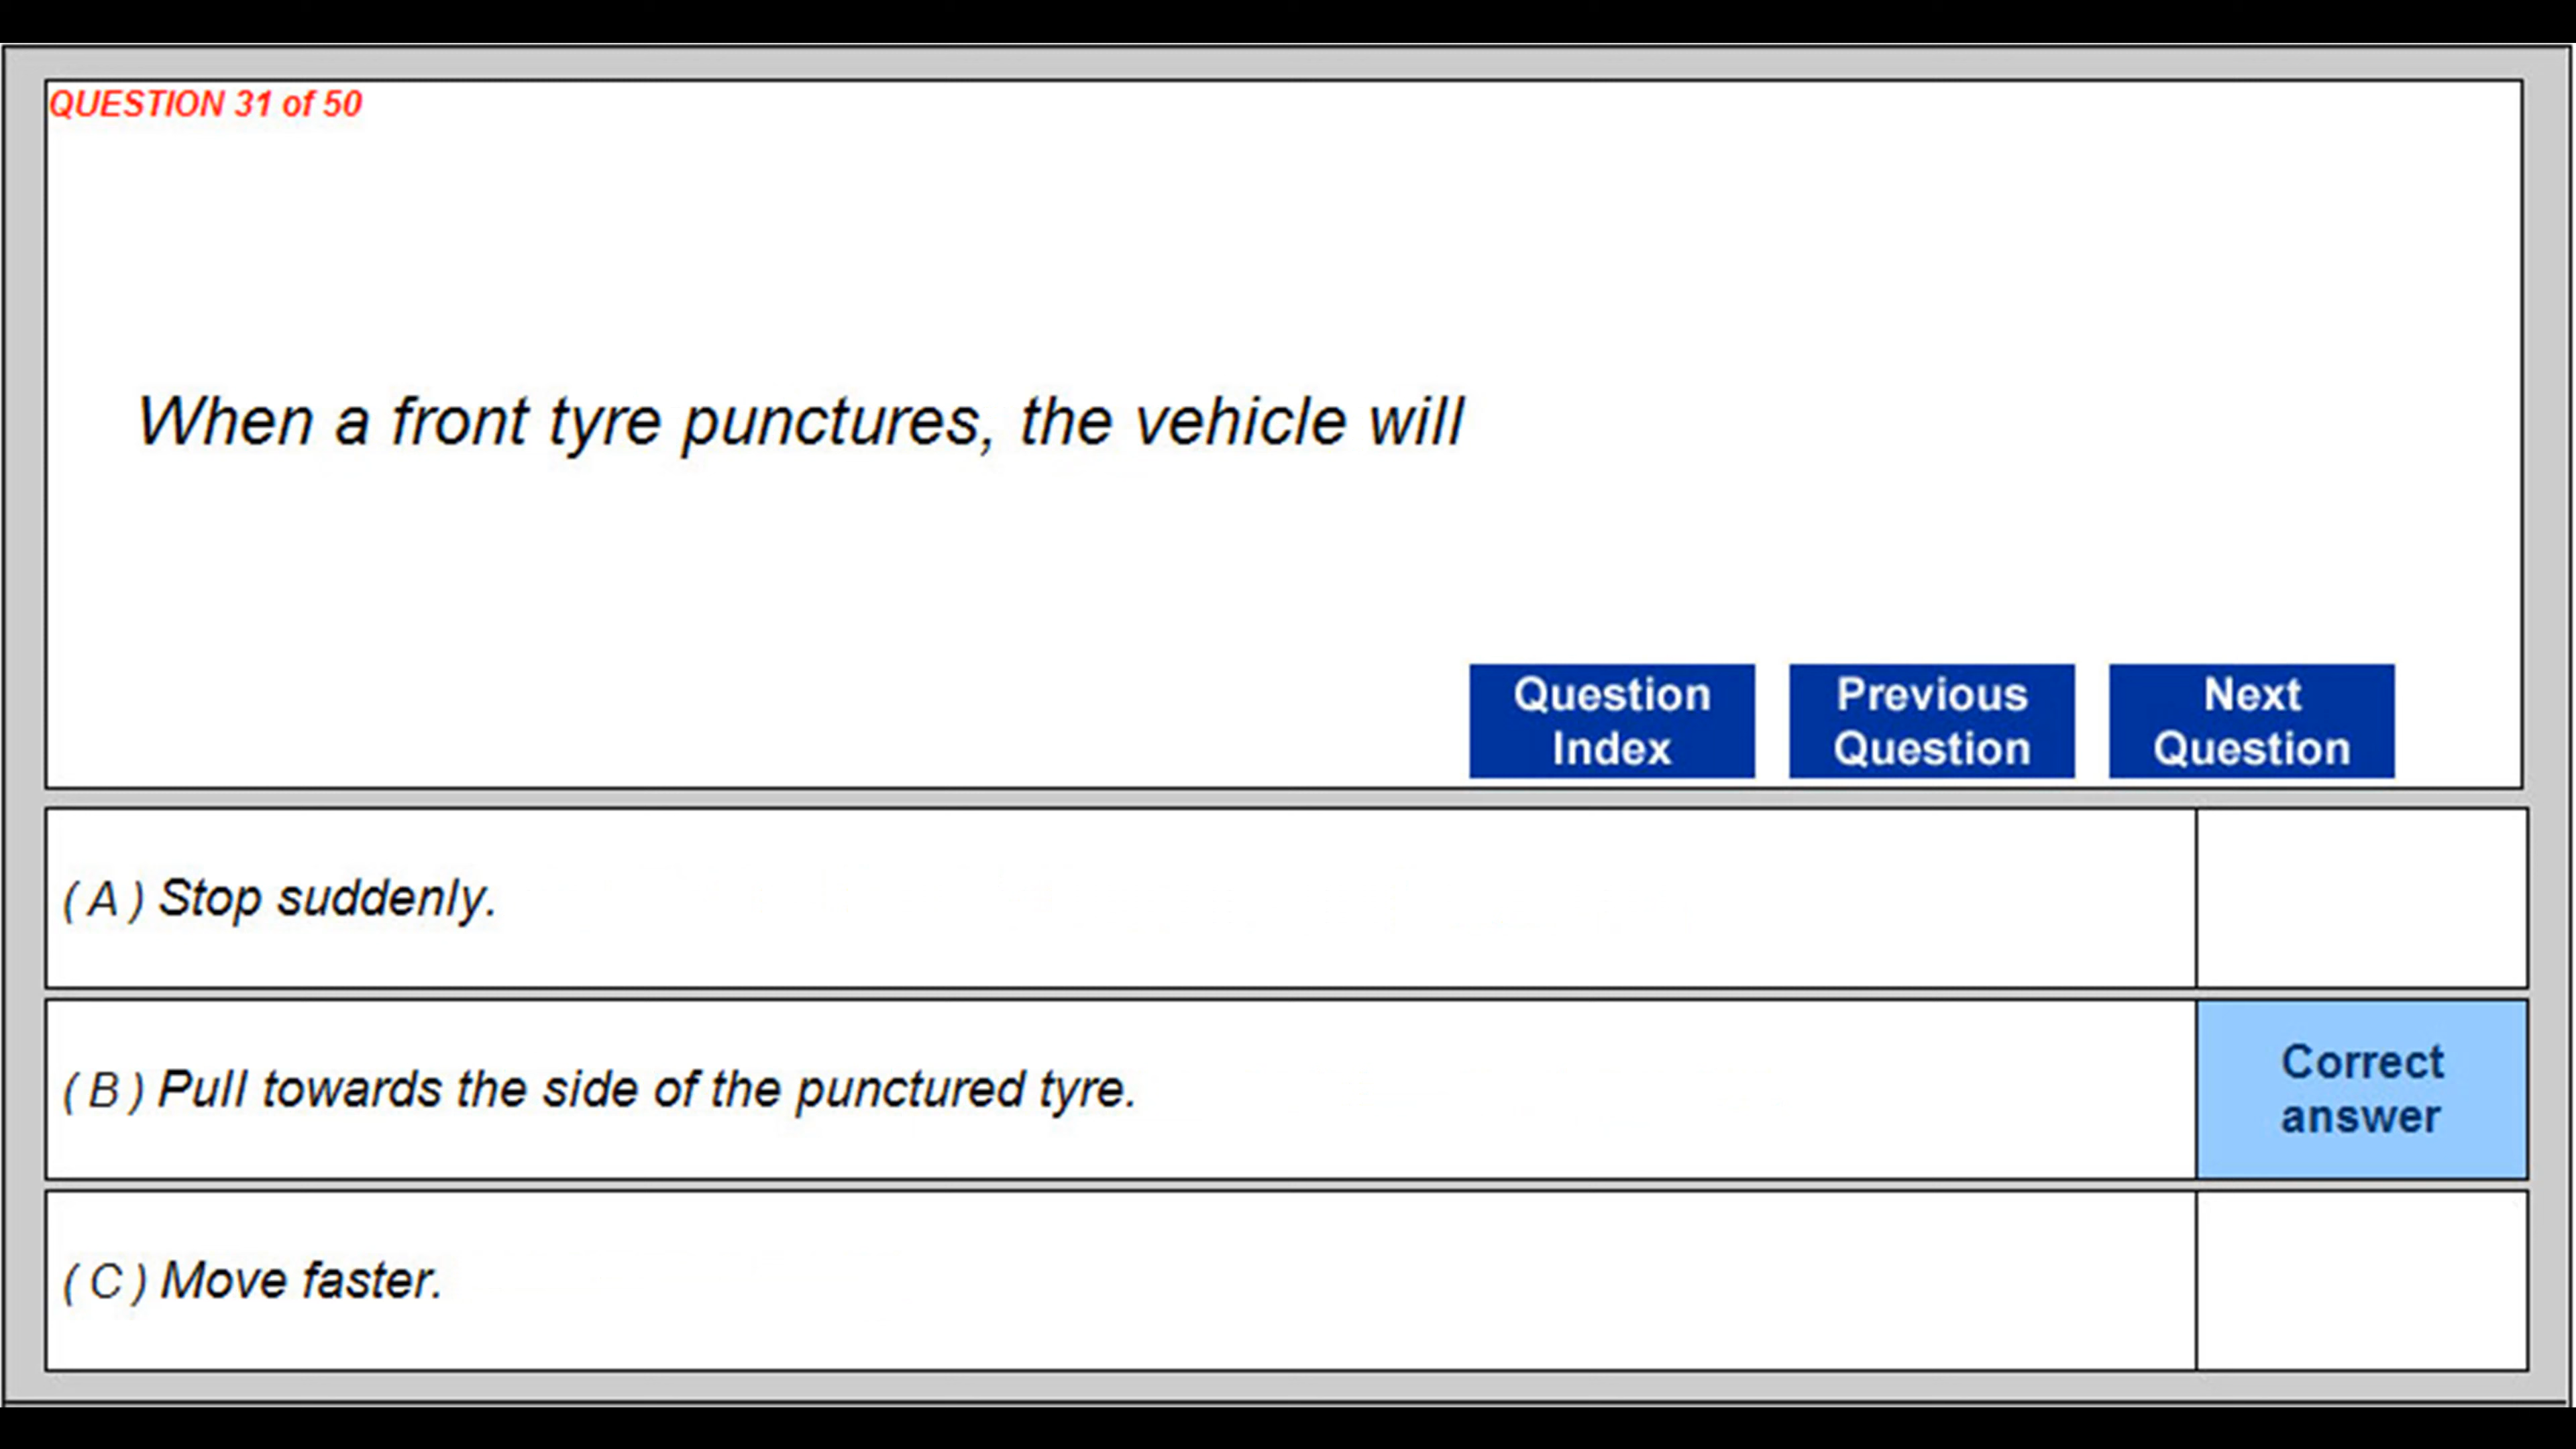 QUESTION 31 of 50
When a front tyre punctures, the vehicle will
Question
Index
Previous
Question
Next
Question
( A ) Stop suddenly.
( B ) Pull towards the side of the punctured tyre.
Correct
answer
( C ) Move faster.